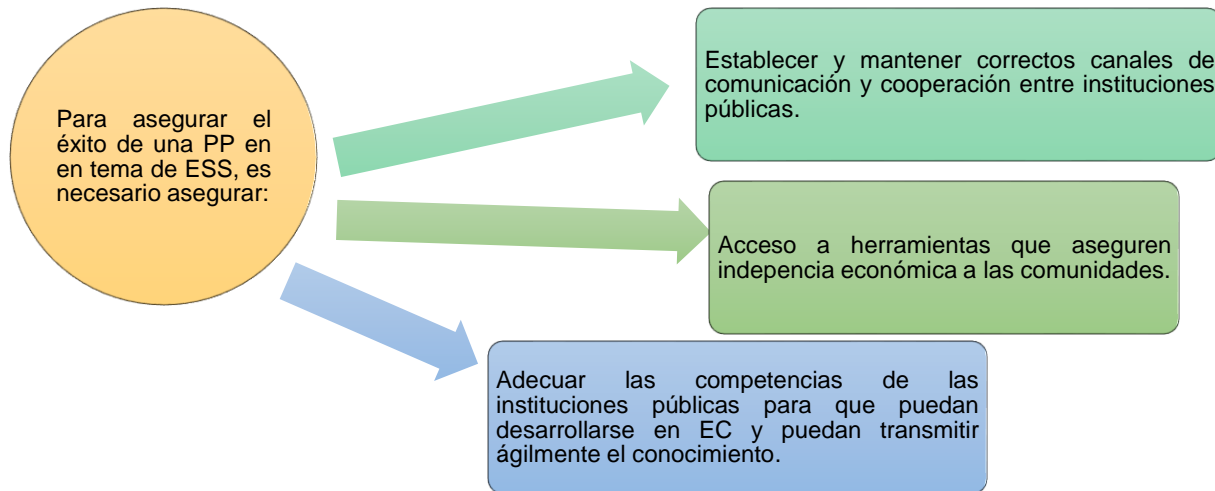 Para asegurar el
éxito de una PP en
en tema de ESS, es
necesario asegurar:
Establecer y mantener correctos canales de
comunicación y cooperación entre instituciones
públicas.
Acceso a herramientas que aseguren
indepencia económica a las comunidades.
Adecuar las competencias de las
instituciones públicas para que puedan
desarrollarse en EC y puedan transmitir
ágilmente el conocimiento.